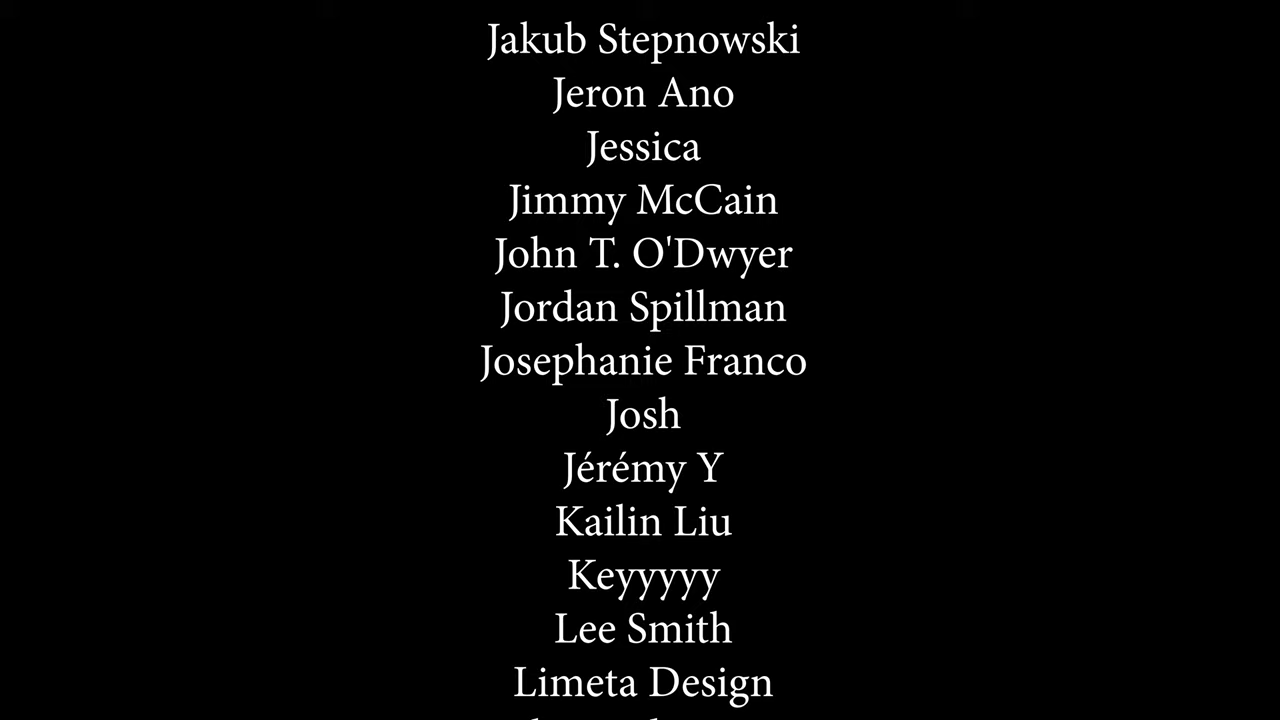 Jakub Stepnowski
Jeron Ano
Jessica
Jimmy McCain
John T. O'Dwyer
Jordan Spillman
Josephanie Franco
Josh
Jérémy Y
Kailin Liu
Keyyyyy
Lee Smith
Limeta Design